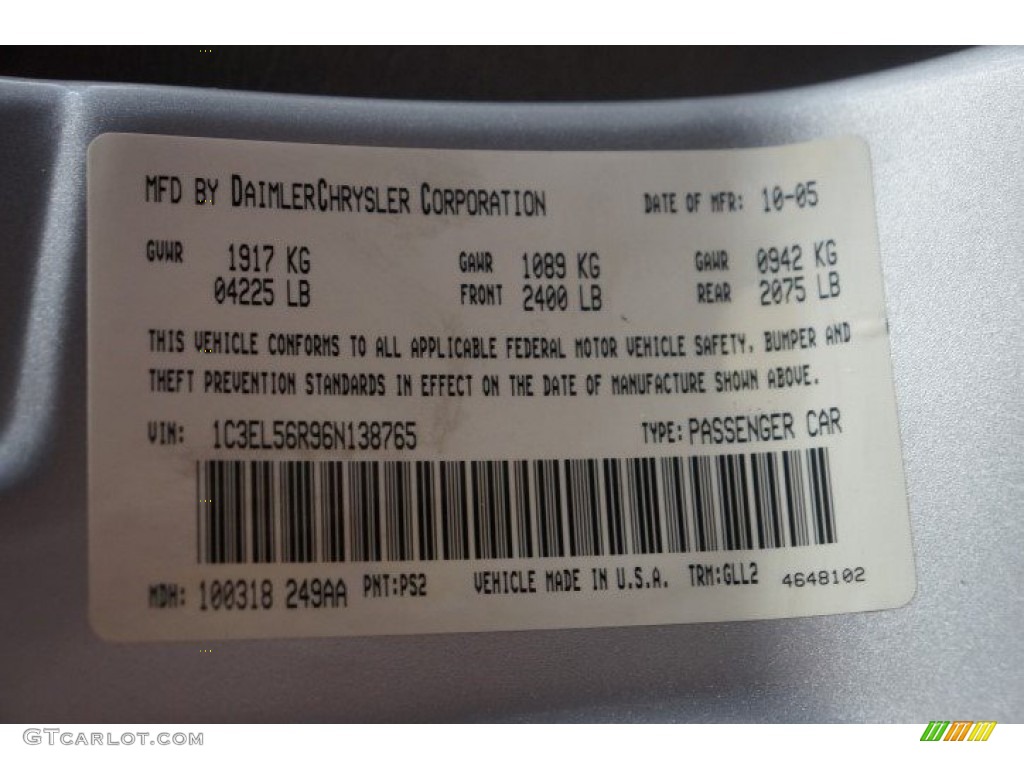 MFD BY DAIMLERCHRYSLER CORPORATION DATE OF MFR: 10-05
GVWR 1917 KG GAWR 1089 KG GAWR 0942 KG
04225 LB FRONT 2400 LB REAR 2075 LB
THIS VEHICLE CONFORMS TO ALL APPLICABLE FEDERAL MOTOR VEHICLE SAFETY, BUMPER AND
THEFT PREVENTION STANDARDS IN EFFECT ON THE DATE OF MANUFACTURE SHOWN ABOVE.
VIN: 1C3EL56R96N138765 TYPE: PASSENGER CAR
MDH: 100318 249AA PNT:PS2 VEHICLE MADE IN U.S.A. TRM:GLL2 4648102
GTCARLOT.COM